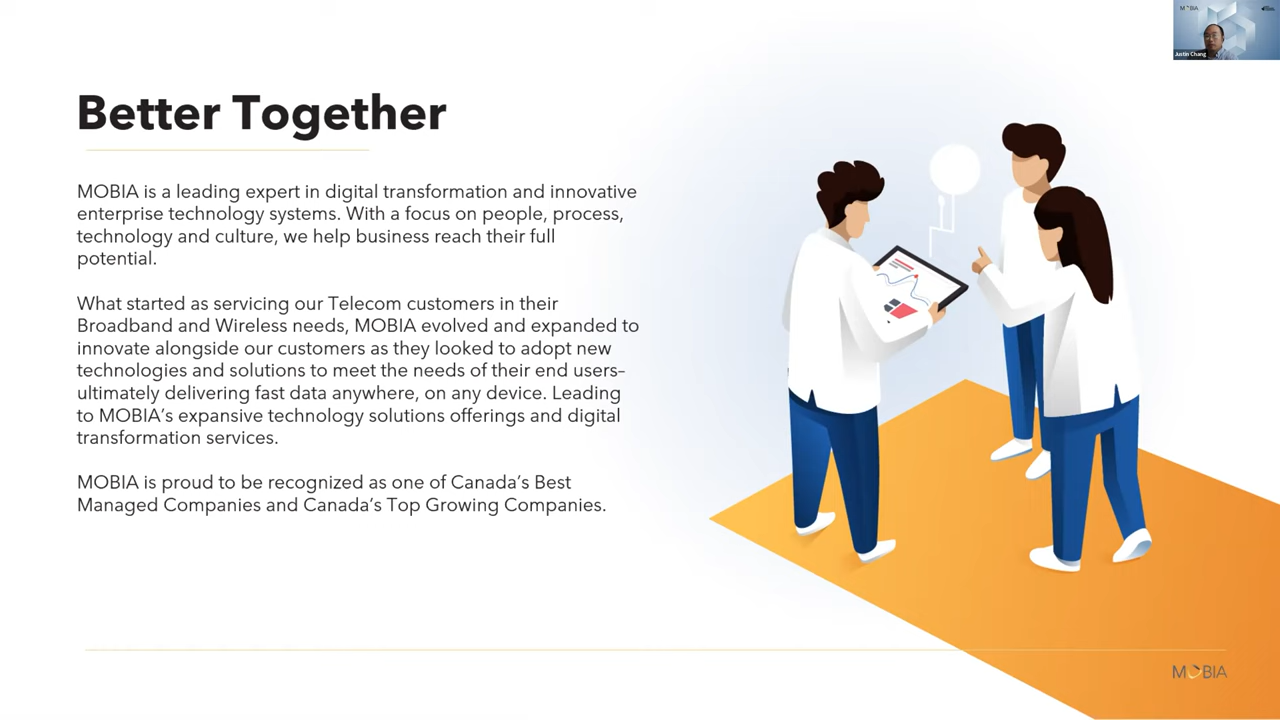 MOBIA
Justin Chang
Better Together
MOBIA is a leading expert in digital transformation and innovative
enterprise technology systems. With a focus on people, process,
technology and culture, we help business reach their full
potential.
What started as servicing our Telecom customers in their
Broadband and Wireless needs, MOBIA evolved and expanded to
innovate alongside our customers as they looked to adopt new
technologies and solutions to meet the needs of their end users–
ultimately delivering fast data anywhere, on any device. Leading
to MOBIA’s expansive technology solutions offerings and digital
transformation services.
MOBIA is proud to be recognized as one of Canada’s Best
Managed Companies and Canada’s Top Growing Companies.
MOBIA